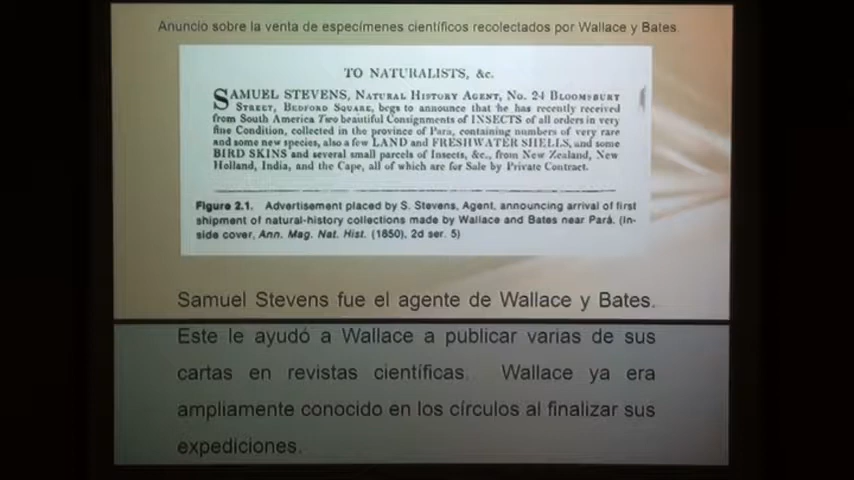 Anuncio sobre la venta de especímenes científicos recolectados por Wallace y Bates.
TO NATURALISTS, &c.
SAMUEL STEVENS, NATURAL HISTORY AGENT, No. 24 BLOOMSBURY
STREET, BEDFORD SQUARE, begs to announce that he has recently received
from South America Two beautiful Consignments of INSECTS of all orders in very
fine Condition, collected in the province of Pará, containing numbers of very rare
and some new species, also a few LAND and FRESHWATER SHELLS, and some
BIRD SKINS and several small parcels of Insects, &c., from New Zealand, New
Holland, India, and the Cape, all of which are for Sale by Private Contract.
Figure 2.1. Advertisement placed by S. Stevens, Agent, announcing arrival of first
shipment of natural-history collections made by Wallace and Bates near Pará. (In-
side cover, Ann. Mag. Nat. Hist. (1850), 2d ser. 5)
Samuel Stevens fue el agente de Wallace y Bates.
Este le ayudó a Wallace a publicar varias de sus
cartas en revistas científicas. Wallace ya era
ampliamente conocido en los círculos al finalizar sus
expediciones.